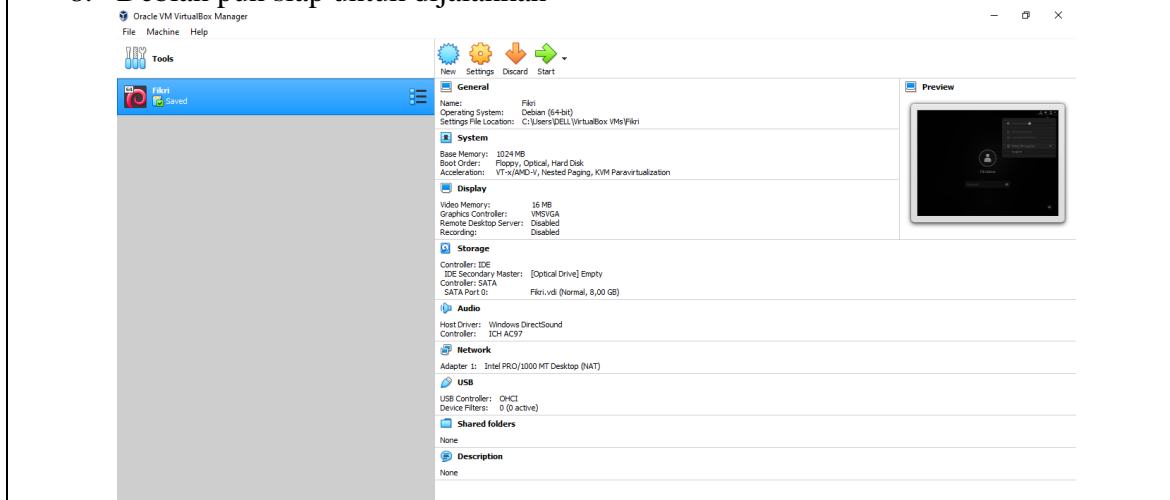 Debian pun siap untuk dijalankan
Oracle VM VirtualBox Manager
File Machine Help
Tools
New Settings Discard Start
64
Fikri
Saved
General
Name: Fikri
Operating System: Debian (64-bit)
Settings File Location: C:\Users\DELL\VirtualBox VMs\Fikri
System
Base Memory: 1024 MB
Boot Order: Floppy, Optical, Hard Disk
Acceleration: VT-x/AMD-V, Nested Paging, KVM Paravirtualization
Display
Video Memory: 16 MB
Graphics Controller: VMSVGA
Remote Desktop Server: Disabled
Recording: Disabled
Storage
Controller: IDE
IDE Secondary Master: [Optical Drive] Empty
Controller: SATA
SATA Port 0: Fikri.vdi (Normal, 8,00 GB)
Audio
Host Driver: Windows DirectSound
Controller: ICH AC97
Network
Adapter 1: Intel PRO/1000 MT Desktop (NAT)
USB
USB Controller: OHCI
Device Filters: 0 (0 active)
Shared folders
None
Description
None
Preview